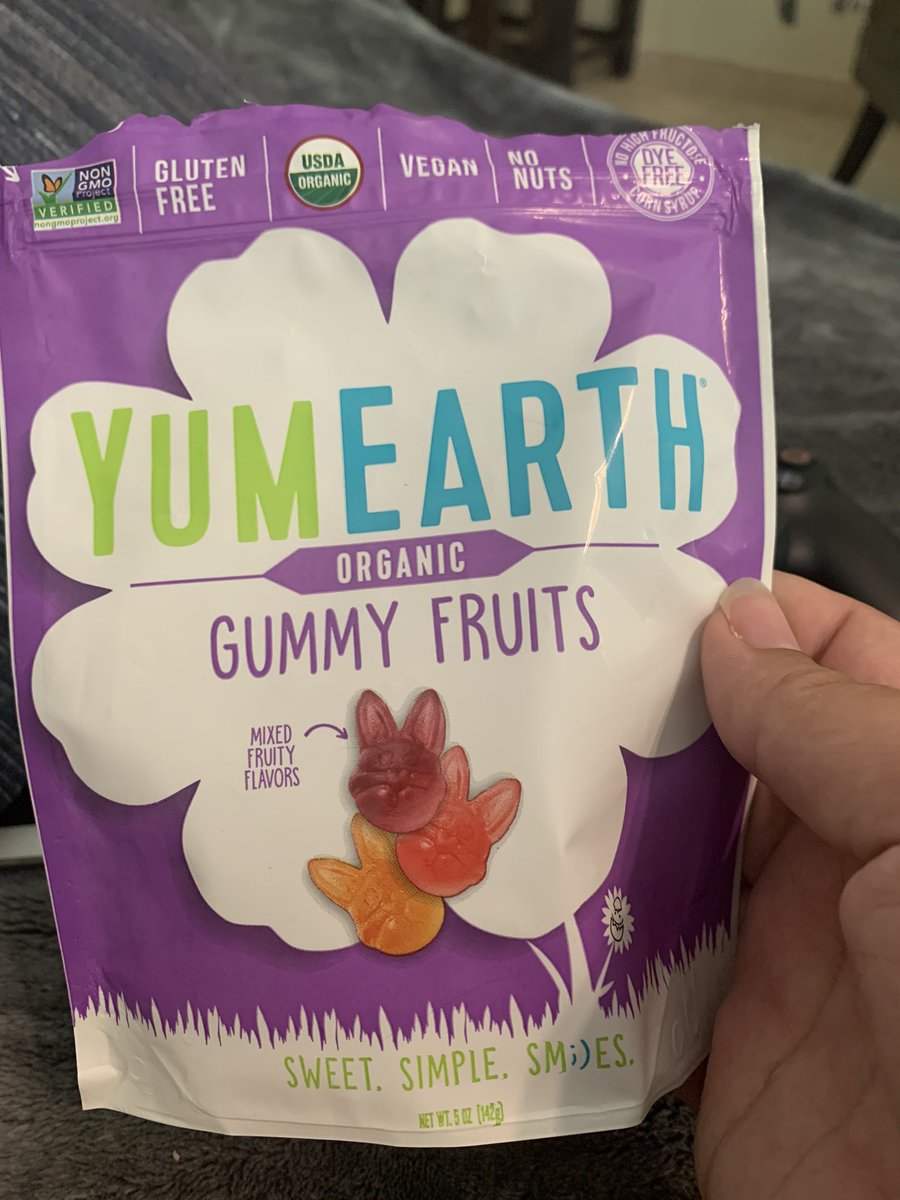 NON
GMO
Project
VERIFIED
nongmoproject.org
GLUTEN
FREE
USDA
ORGANIC
VEGAN
NO
NUTS
NO HIGH FRUCTOSE
DYE
FREE
CORN SYRUP
YUMEARTH®
ORGANIC
GUMMY FRUITS
MIXED
FRUITY
FLAVORS
SWEET. SIMPLE. SM;)ES.
NET WT. 5 OZ (142g)